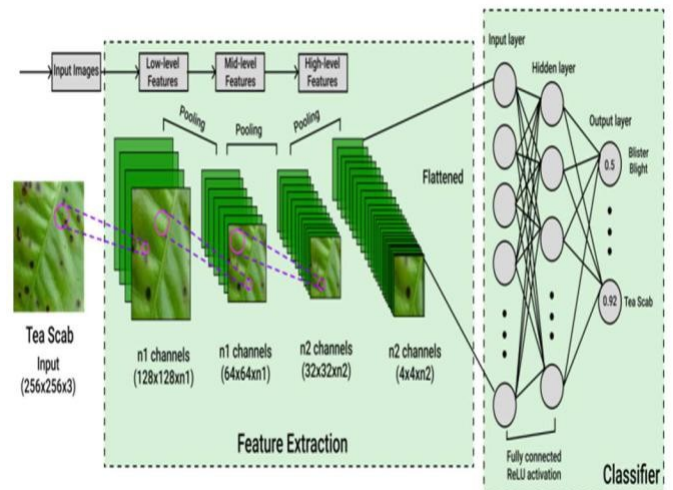 Input Images
Low-level
Features
Mid-level
Features
High-level
Features
Pooling
Pooling
Pooling
Flattened
Tea Scab
Input
(256x256x3)
n1 channels
(128x128xn1)
n1 channels
(64x64xn1)
n2 channels
(32x32xn2)
n2 channels
(4x4xn2)
Feature Extraction
Input layer
Hidden layer
Output layer
0.5
Blister
Blight
0.92
Tea Scab
Fully connected
ReLU activation
Classifier